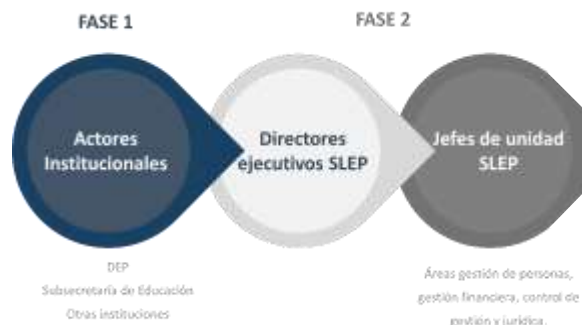 FASE 1
FASE 2
Actores
Institucionales
Directores
ejecutivos SLEP
Jefes de unidad
SLEP
DEP
Subsecretaría de Educación
Otras instituciones
Áreas gestión de personas,
gestión financiera, control de
gestión y jurídica.